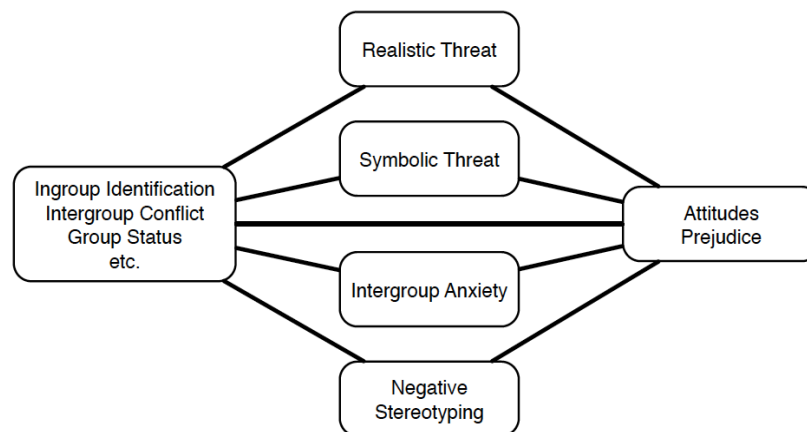 Realistic Threat
Symbolic Threat
Ingroup Identification
Intergroup Conflict
Group Status
etc.
Attitudes
Prejudice
Intergroup Anxiety
Negative
Stereotyping